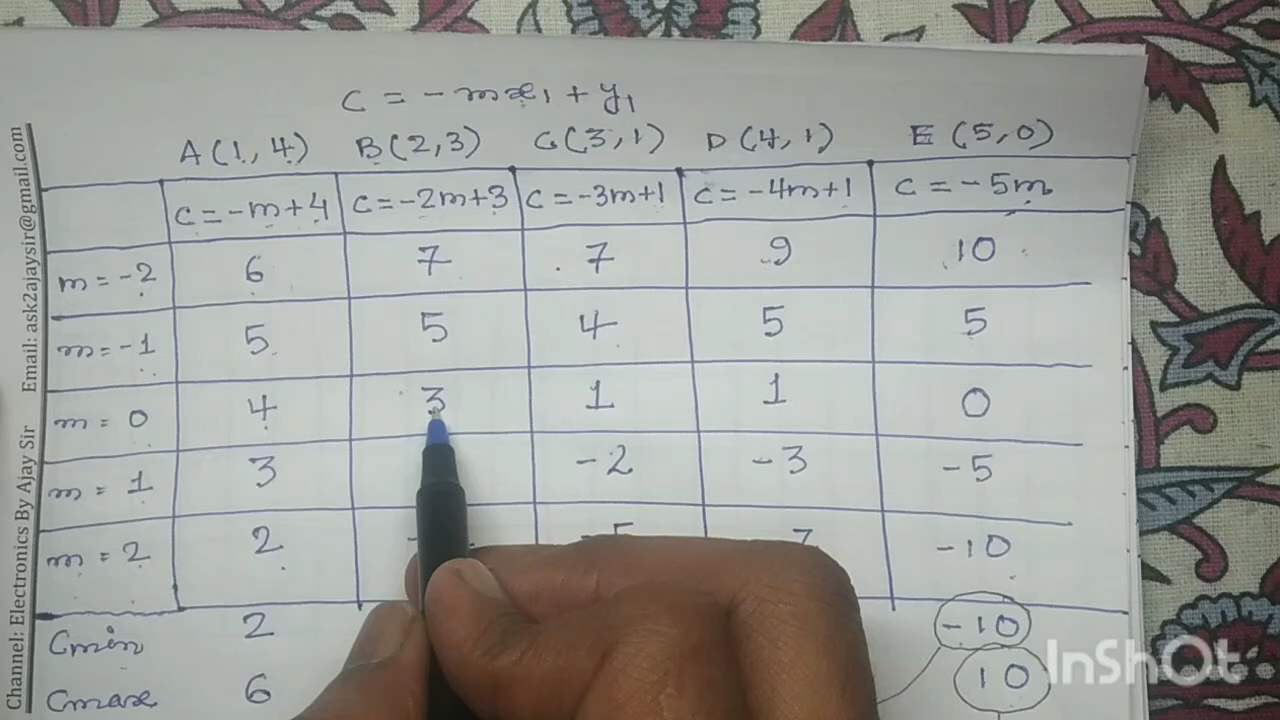 c = - mx1 + y1
A(1,4) B(2,3) C(3,1) D(4,1) E(5,0)
c=-m+4 c=-2m+3 c=-3m+1 c=-4m+1 c=-5m
m=-2 6 7 7 9 10
m=-1 5 5 4 5 5
m= 0 4 3 1 1 0
m= 1 3 -2 -3 -5
m= 2 2 -10
Cmin 2 -10
Cmax 6 10
Channel: Electronics By Ajay Sir Email: ask2ajaysir@gmail.com
InShOt